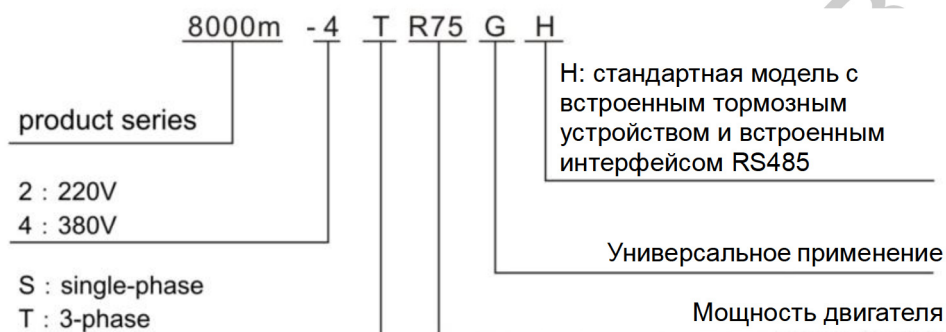 8000m - 4 T R75 G H
product series
2 : 220V
4 : 380V
S : single-phase
T : 3-phase
H: стандартная модель с
встроенным тормозным
устройством и встроенным
интерфейсом RS485
Универсальное применение
Мощность двигателя